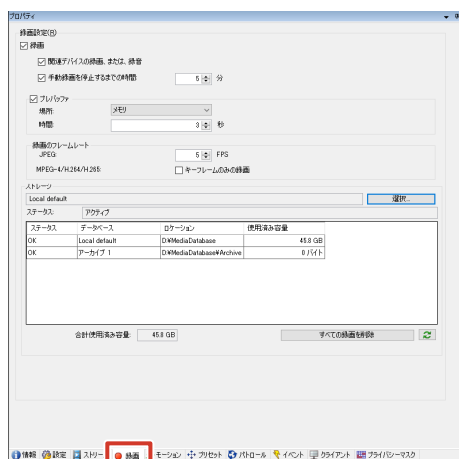 プロパティ
録画設定(R)
録画
関連デバイスの録画、または、録音
手動録画を停止するまでの時間: 5 分
プレバッファ
場所: メモリ
時間: 3 秒
録画のフレームレート
JPEG: 5 FPS
MPEG-4/H.264/H.265: キーフレームのみの録画
ストレージ
Local default 選択...
ステータス: アクティブ
ステータス データベース ロケーション 使用済み容量
OK Local default D:¥MediaDatabase 45.8 GB
OK アーカイブ 1 D:¥MediaDatabase¥Archive 0 バイト
合計使用済み容量: 45.8 GB すべての録画を削除
情報 設定 ストリー 録画 モーション プリセット パトロール イベント クライアント プライバシーマスク